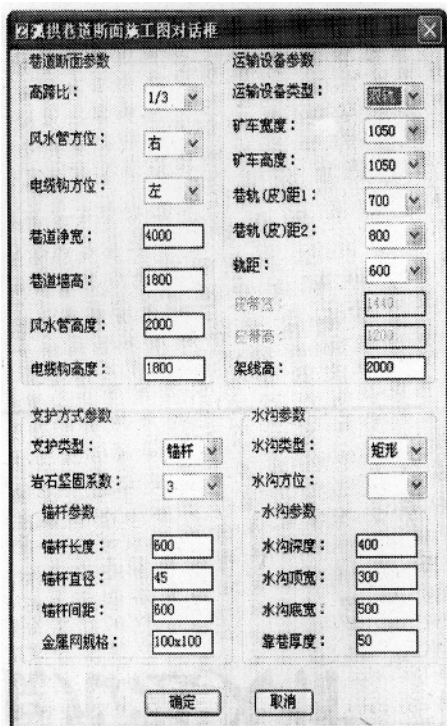 圆弧拱巷道断面施工图对话框
巷道断面参数
高跨比：
1/3
风水管方位：
右
电缆钩方位：
左
巷道净宽：
4000
巷道墙高：
1800
风水管高度：
2000
电缆钩高度：
1800
运输设备参数
运输设备类型：
矿车宽度：
1050
矿车高度：
1050
巷轨(皮)距1：
700
巷轨(皮)距2：
800
轨距：
600
皮带宽：
1440
皮带高：
1200
架线高：
2000
支护方式参数
支护类型：
锚杆
岩石坚固系数：
3
锚杆参数
锚杆长度：
600
锚杆直径：
45
锚杆间距：
600
金属网规格：
100x100
水沟参数
水沟类型：
矩形
水沟方位：
水沟参数
水沟深度：
400
水沟顶宽：
300
水沟底宽：
500
靠巷厚度：
50
确定
取消